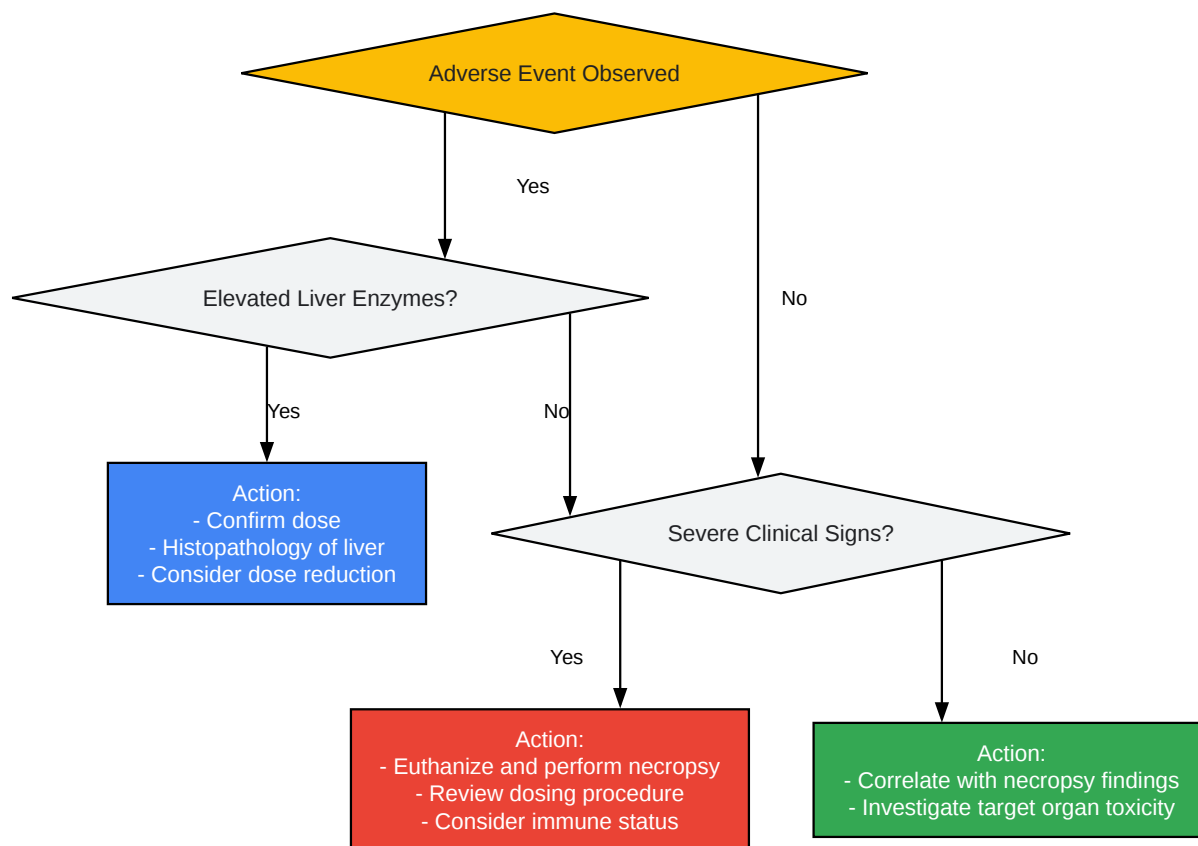 Adverse Event Observed
Yes
No
Elevated Liver Enzymes?
Yes
No
Action:
- Confirm dose
- Histopathology of liver
- Consider dose reduction
Severe Clinical Signs?
Yes
No
Action:
- Euthanize and perform necropsy
- Review dosing procedure
- Consider immune status
Action:
- Correlate with necropsy findings
- Investigate target organ toxicity